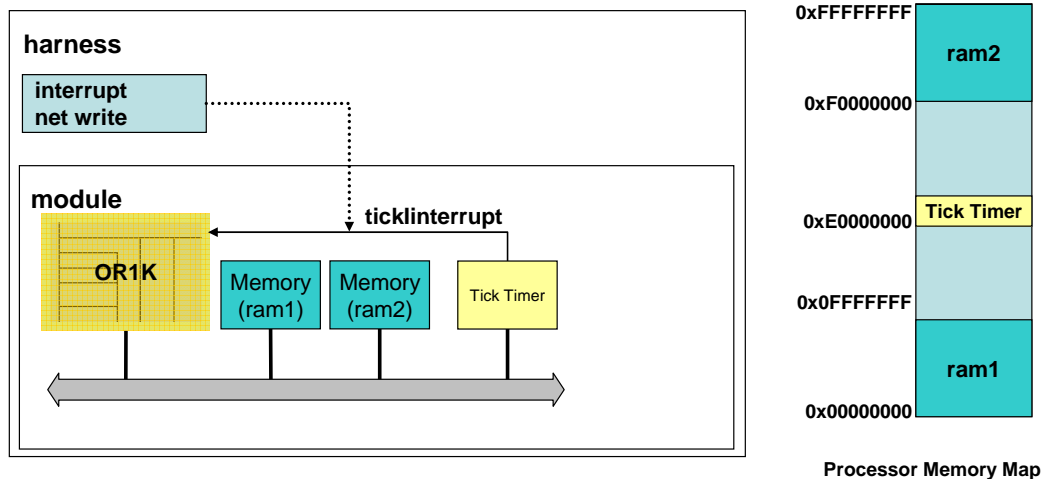 harness
interrupt
net write
module
ticklinterrupt
OR1K
Memory
(ram1)
Memory
(ram2)
Tick Timer
0xFFFFFFFF
ram2
0xF0000000
Tick Timer
0xE0000000
0x0FFFFFFF
ram1
0x00000000
Processor Memory Map